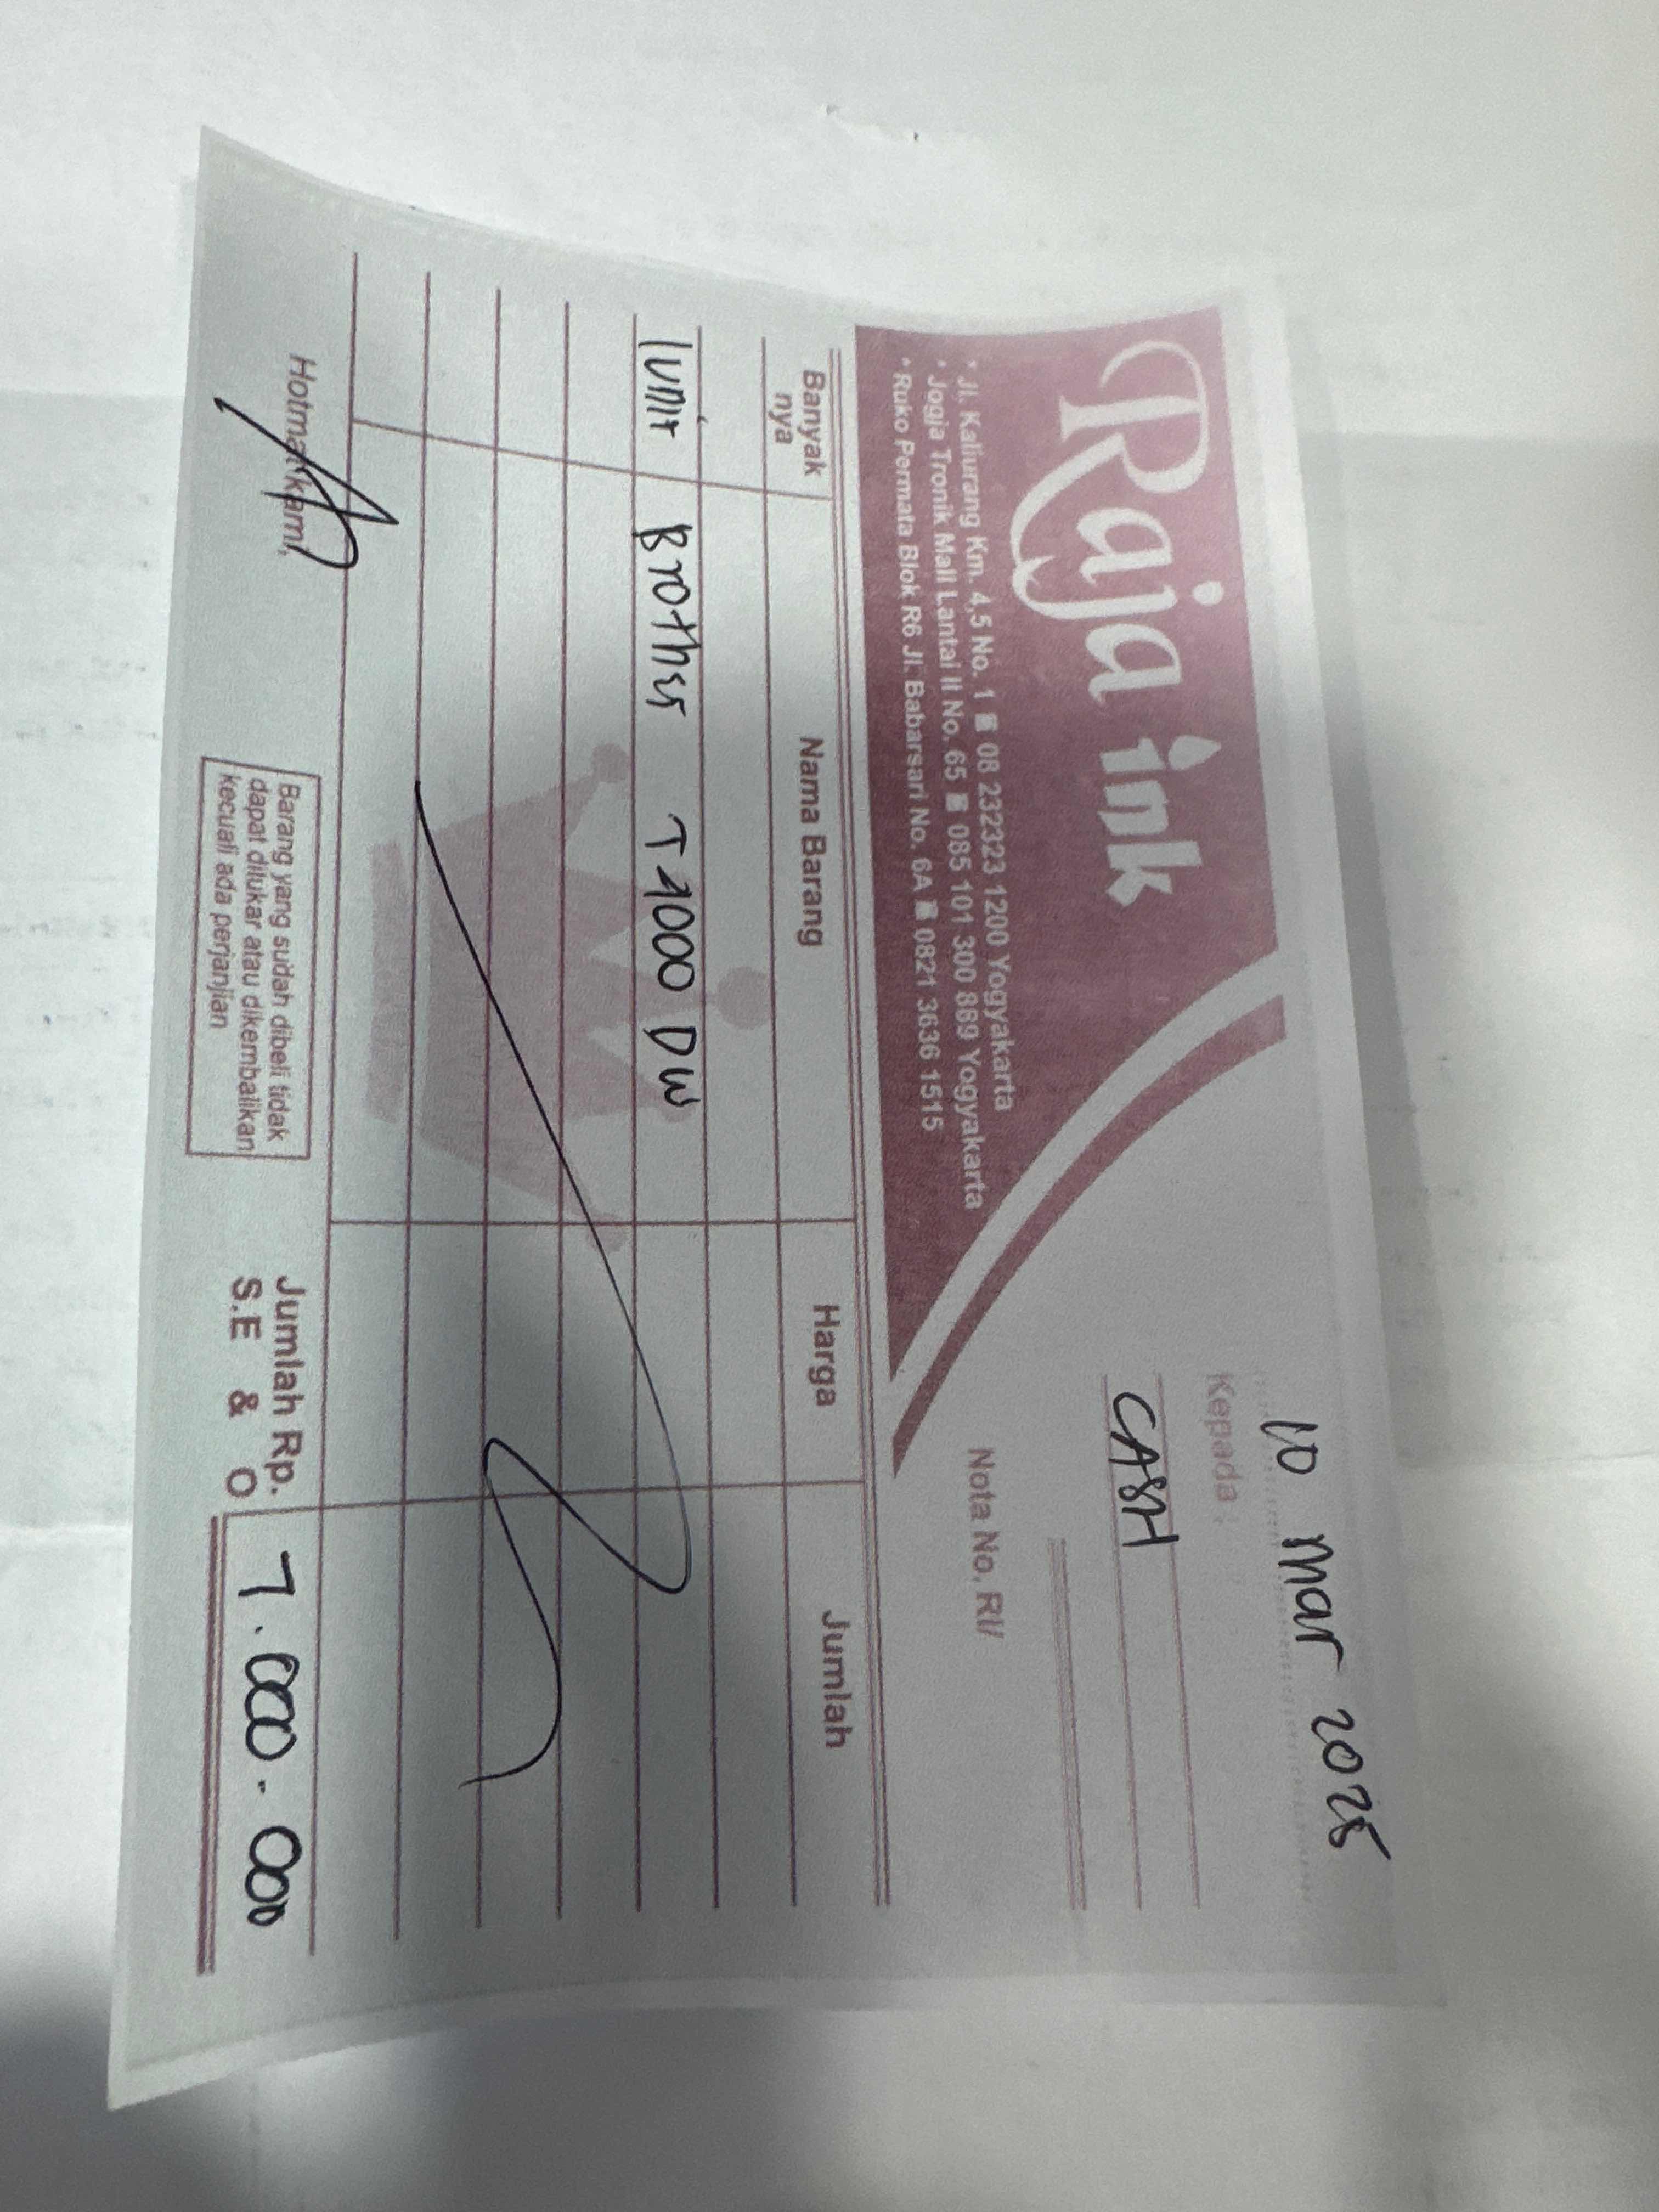 Raja ink
* Jl. Kaliurang Km. 4,5 No. 1 08 232323 1200 Yogyakarta
* Jogja Tronik Mall Lantai II No. 65 085 101 300 889 Yogyakarta
* Ruko Permata Blok R6 Jl. Babarsari No. 6A 0821 3636 1515
10 Mar 2025
Kepada :
CASH
Nota No. RI/
Banyak nya Nama Barang Harga Jumlah
1 unit Brother T4000 DW
Hormat kami,
Barang yang sudah dibeli tidak
dapat ditukar atau dikembalikan
kecuali ada perjanjian
Jumlah Rp. 7.000.000
S.E & O